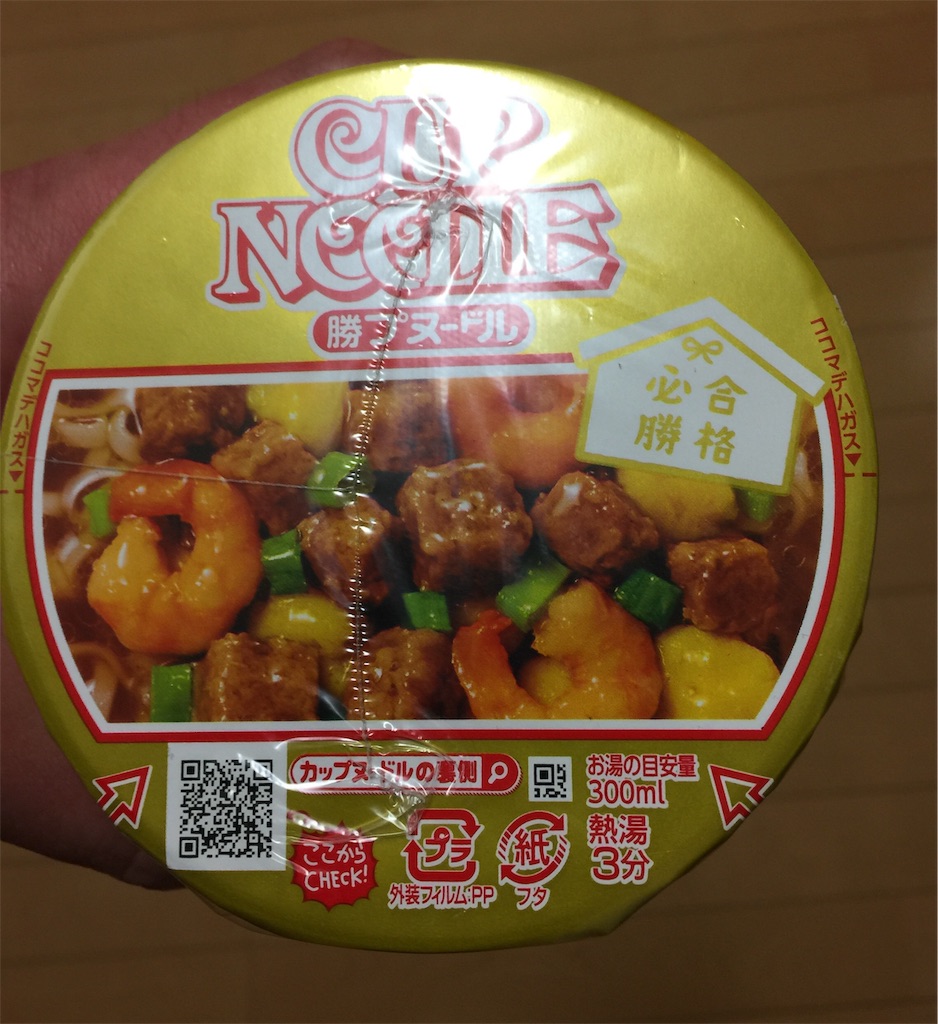 CUP
NOODLE
勝ップヌードル
合格
必勝
ココマデハガス▼
ココマデハガス▼
カップヌードルの裏側
お湯の目安量
300ml
熱湯
3分
ここから
CHECK!
プラ
外装フィルム:PP
紙
フタ